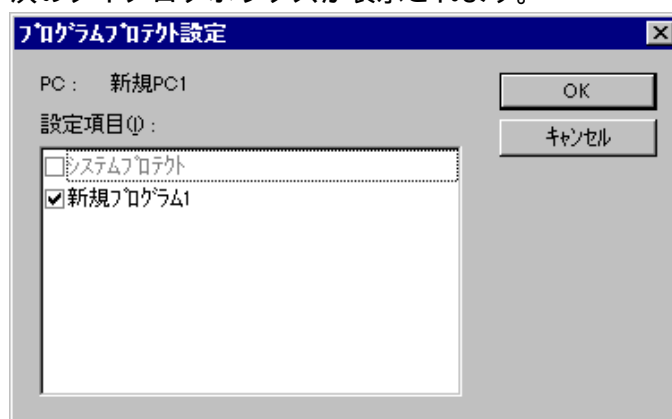 次のダイアログボックスが表示されます。
ﾌﾟﾛｸﾞﾗﾑﾌﾟﾛﾃｸﾄ設定
PC： 新規PC1
OK
設定項目(I)：
ｷｬﾝｾﾙ
ｼｽﾃﾑﾌﾟﾛﾃｸﾄ
新規ﾌﾟﾛｸﾞﾗﾑ1